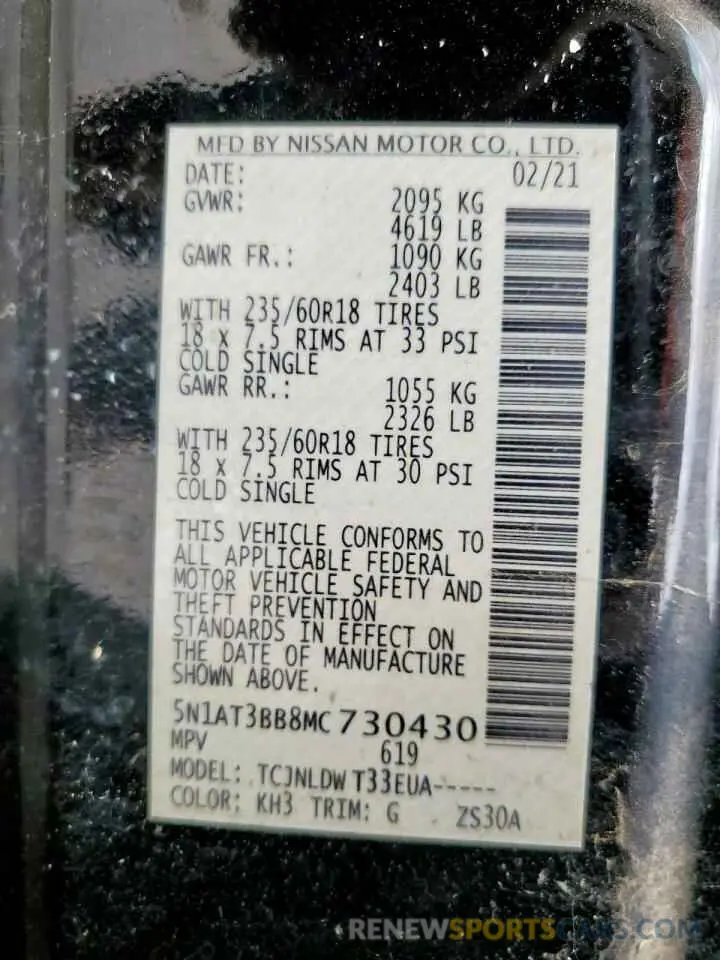 MFD BY NISSAN MOTOR CO., LTD.
DATE: 02/21
GVWR: 2095 KG
4619 LB
GAWR FR.: 1090 KG
2403 LB
WITH 235/60R18 TIRES
18 x 7.5 RIMS AT 33 PSI
COLD SINGLE
GAWR RR.: 1055 KG
2326 LB
WITH 235/60R18 TIRES
18 x 7.5 RIMS AT 30 PSI
COLD SINGLE
THIS VEHICLE CONFORMS TO
ALL APPLICABLE FEDERAL
MOTOR VEHICLE SAFETY AND
THEFT PREVENTION
STANDARDS IN EFFECT ON
THE DATE OF MANUFACTURE
SHOWN ABOVE.
5N1AT3BB8MC730430
MPV 619
MODEL: TCJNLDW T33EUA-----
COLOR: KH3 TRIM: G ZS30A
RENEWSPORTSCARS.COM